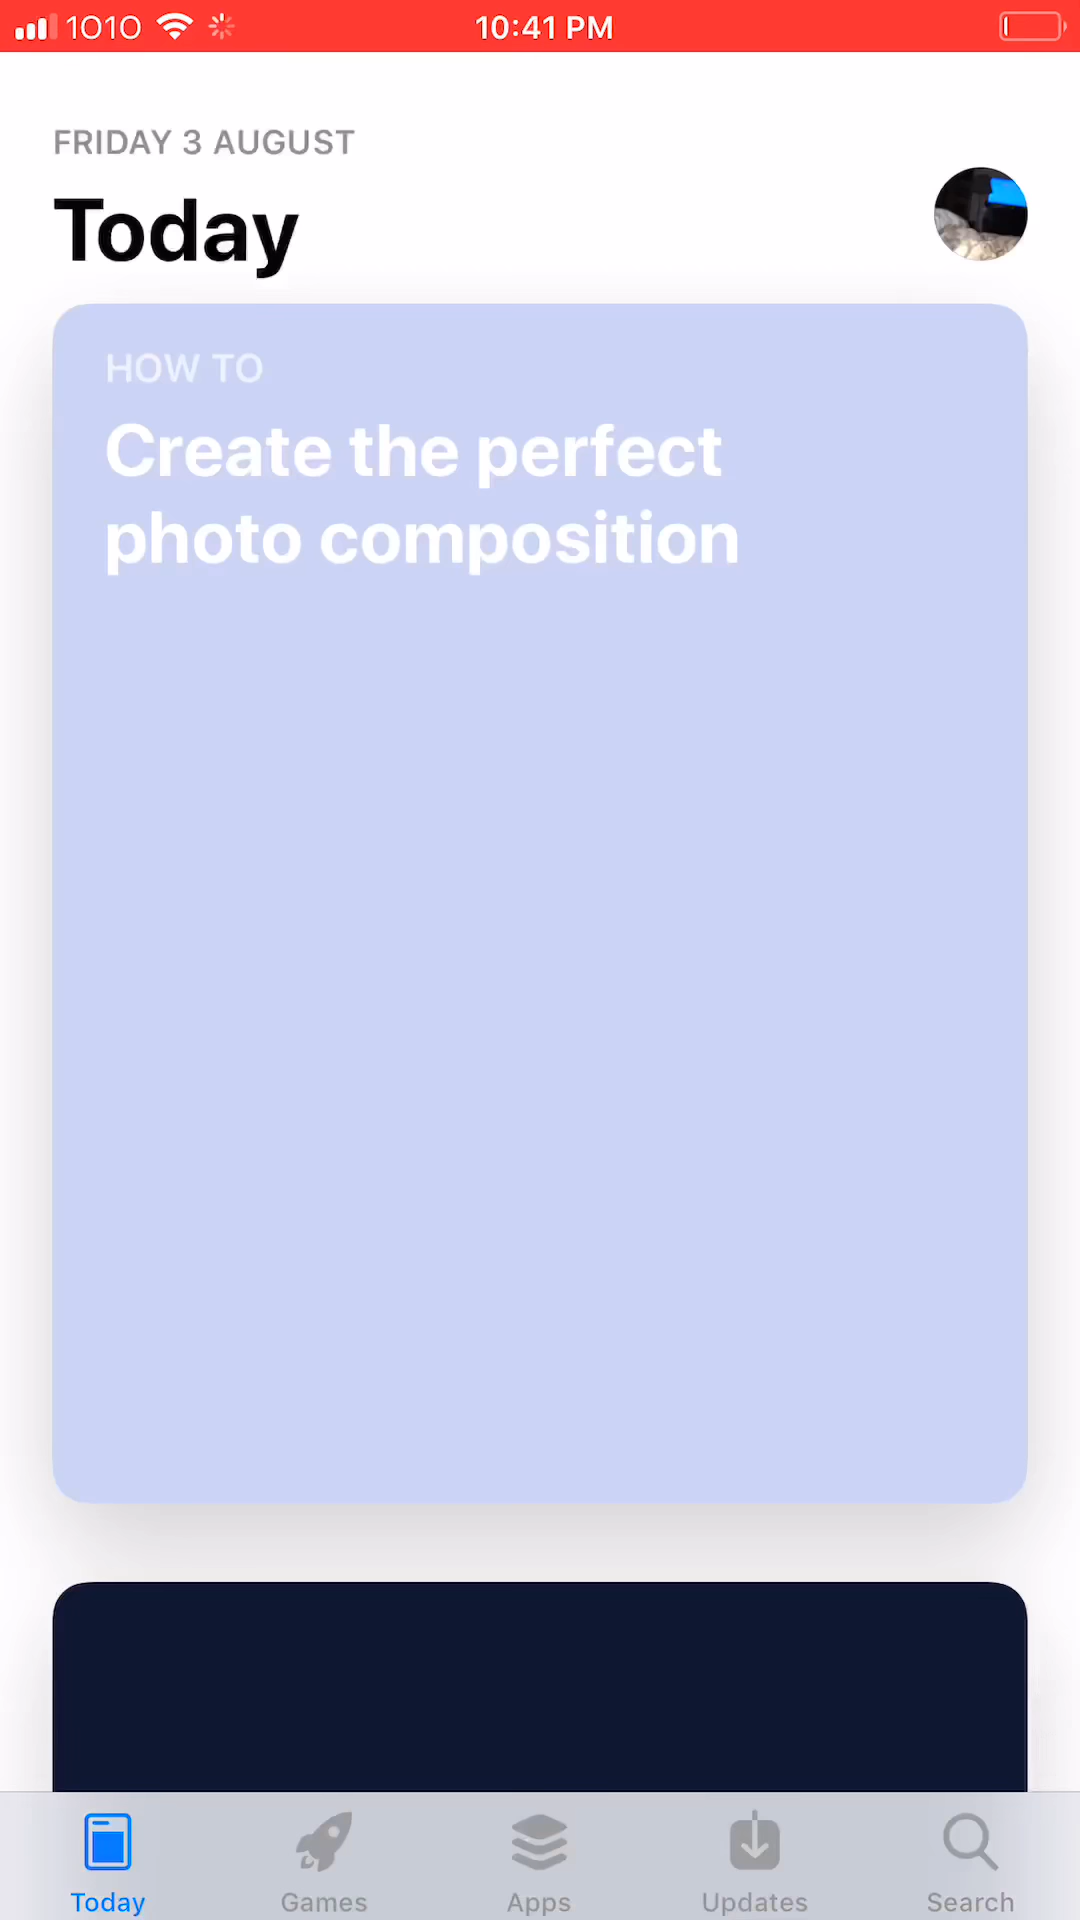 1010 10:41 PM
FRIDAY 3 AUGUST
Today
HOW TO
Create the perfect
photo composition
Today Games Apps Updates Search